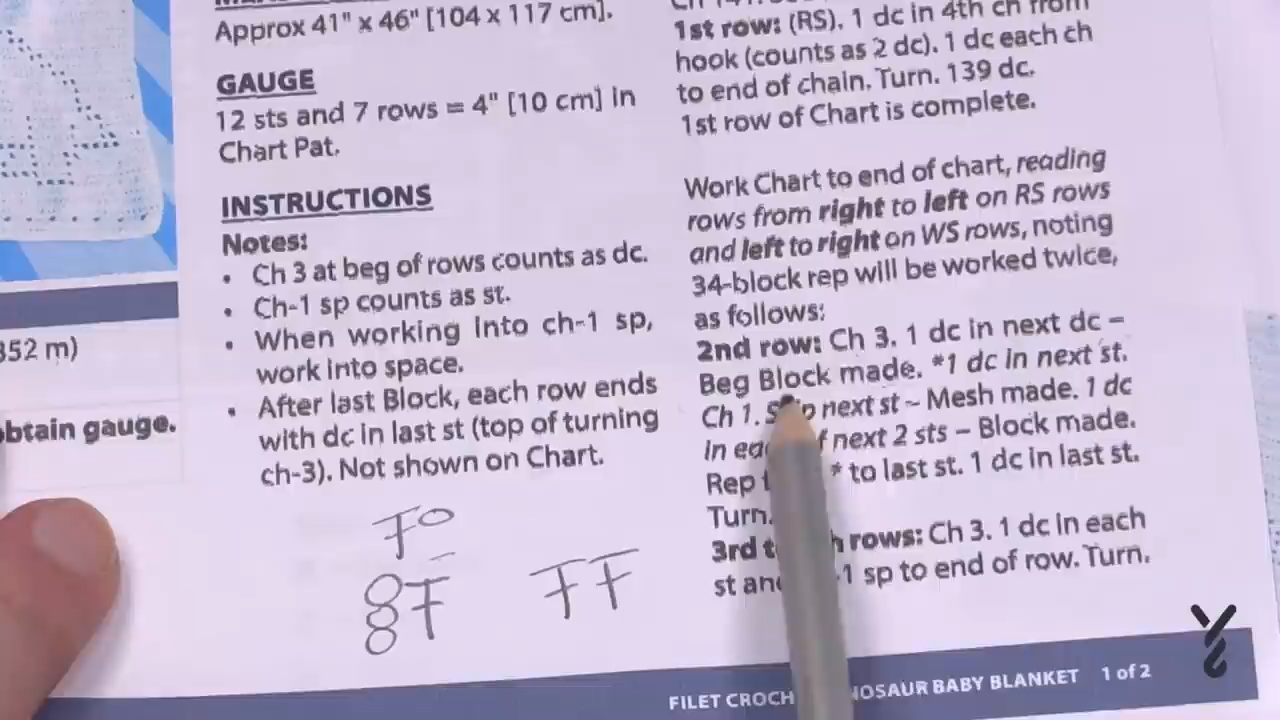 Approx 41" x 46" [104 x 117 cm].
GAUGE
12 sts and 7 rows = 4" [10 cm] in
Chart Pat.
INSTRUCTIONS
Notes:
• Ch 3 at beg of rows counts as dc.
• Ch-1 sp counts as st.
• When working into ch-1 sp,
work into space.
• After last Block, each row ends
with dc in last st (top of turning
ch-3). Not shown on Chart.
352 m)
obtain gauge.
1st row: (RS). 1 dc in 4th ch from
hook (counts as 2 dc). 1 dc each ch
to end of chain. Turn. 139 dc.
1st row of Chart is complete.
Work Chart to end of chart, reading
rows from right to left on RS rows
and left to right on WS rows, noting
34-block rep will be worked twice,
as follows:
2nd row: Ch 3. 1 dc in next dc –
Beg Block made. *1 dc in next st.
Ch 1. next st – Mesh made. 1 dc
in next 2 sts – Block made.
Rep * to last st. 1 dc in last st.
Turn.
3rd rows: Ch 3. 1 dc in each
st 1 sp to end of row. Turn.
FILET CROCH NOSAUR BABY BLANKET 1 of 2